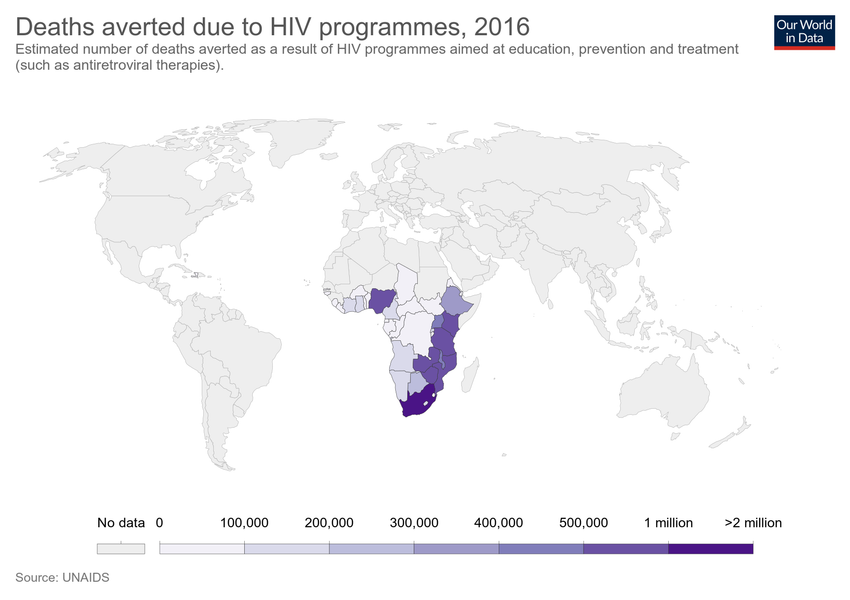 Deaths averted due to HIV programmes, 2016
Our World
in Data
Estimated number of deaths averted as a result of HIV programmes aimed at education, prevention and treatment
(such as antiretroviral therapies).
No data 0 100,000 200,000 300,000 400,000 500,000 1 million >2 million
Source: UNAIDS